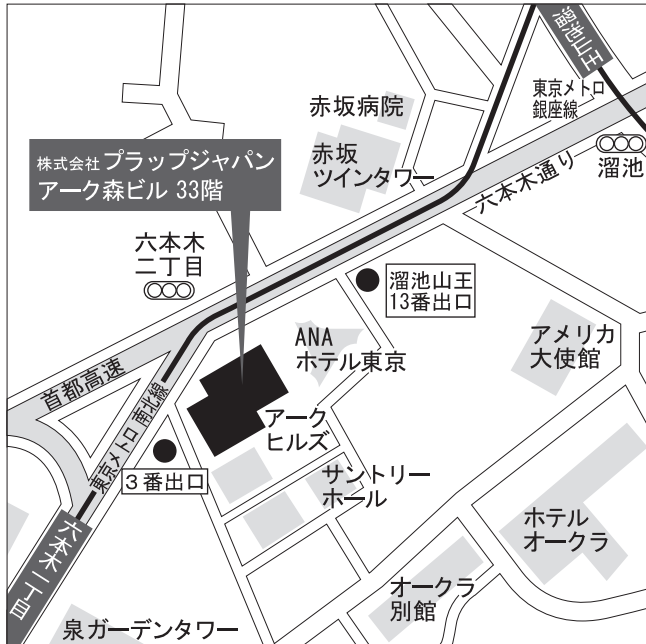 溜池山王
東京メトロ
銀座線
赤坂病院
赤坂
ツインタワー
溜池
六本木通り
株式会社 プラップジャパン
アーク森ビル 33階
六本木
二丁目
溜池山王
13番出口
ANA
ホテル東京
アメリカ
大使館
首都高速
東京メトロ 南北線
アーク
ヒルズ
3番出口
サントリー
ホール
ホテル
オークラ
六本木一丁目
オークラ
別館
泉ガーデンタワー